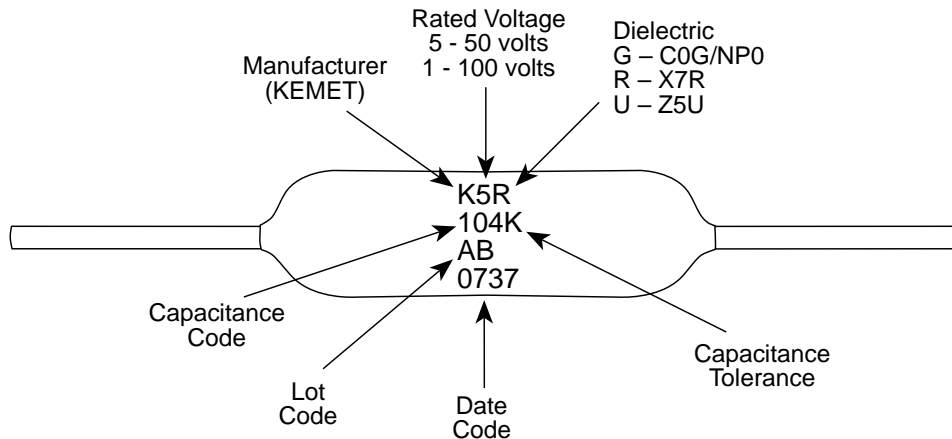 Rated Voltage
5 - 50 volts
1 - 100 volts
Dielectric
G – C0G/NP0
R – X7R
U – Z5U
Manufacturer
(KEMET)
K5R
104K
AB
0737
Capacitance
Code
Lot
Code
Date
Code
Capacitance
Tolerance